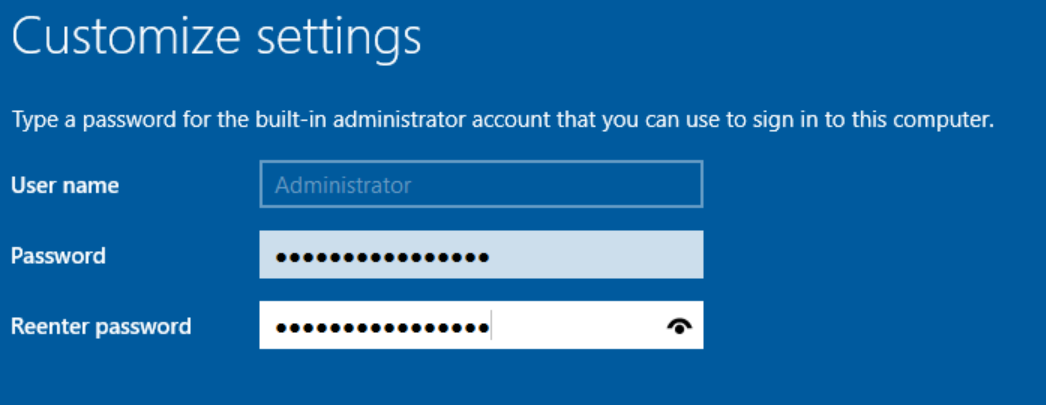 Customize settings
Type a password for the built-in administrator account that you can use to sign in to this computer.
User name Administrator
Password ••••••••••••••••
Reenter password ••••••••••••••••